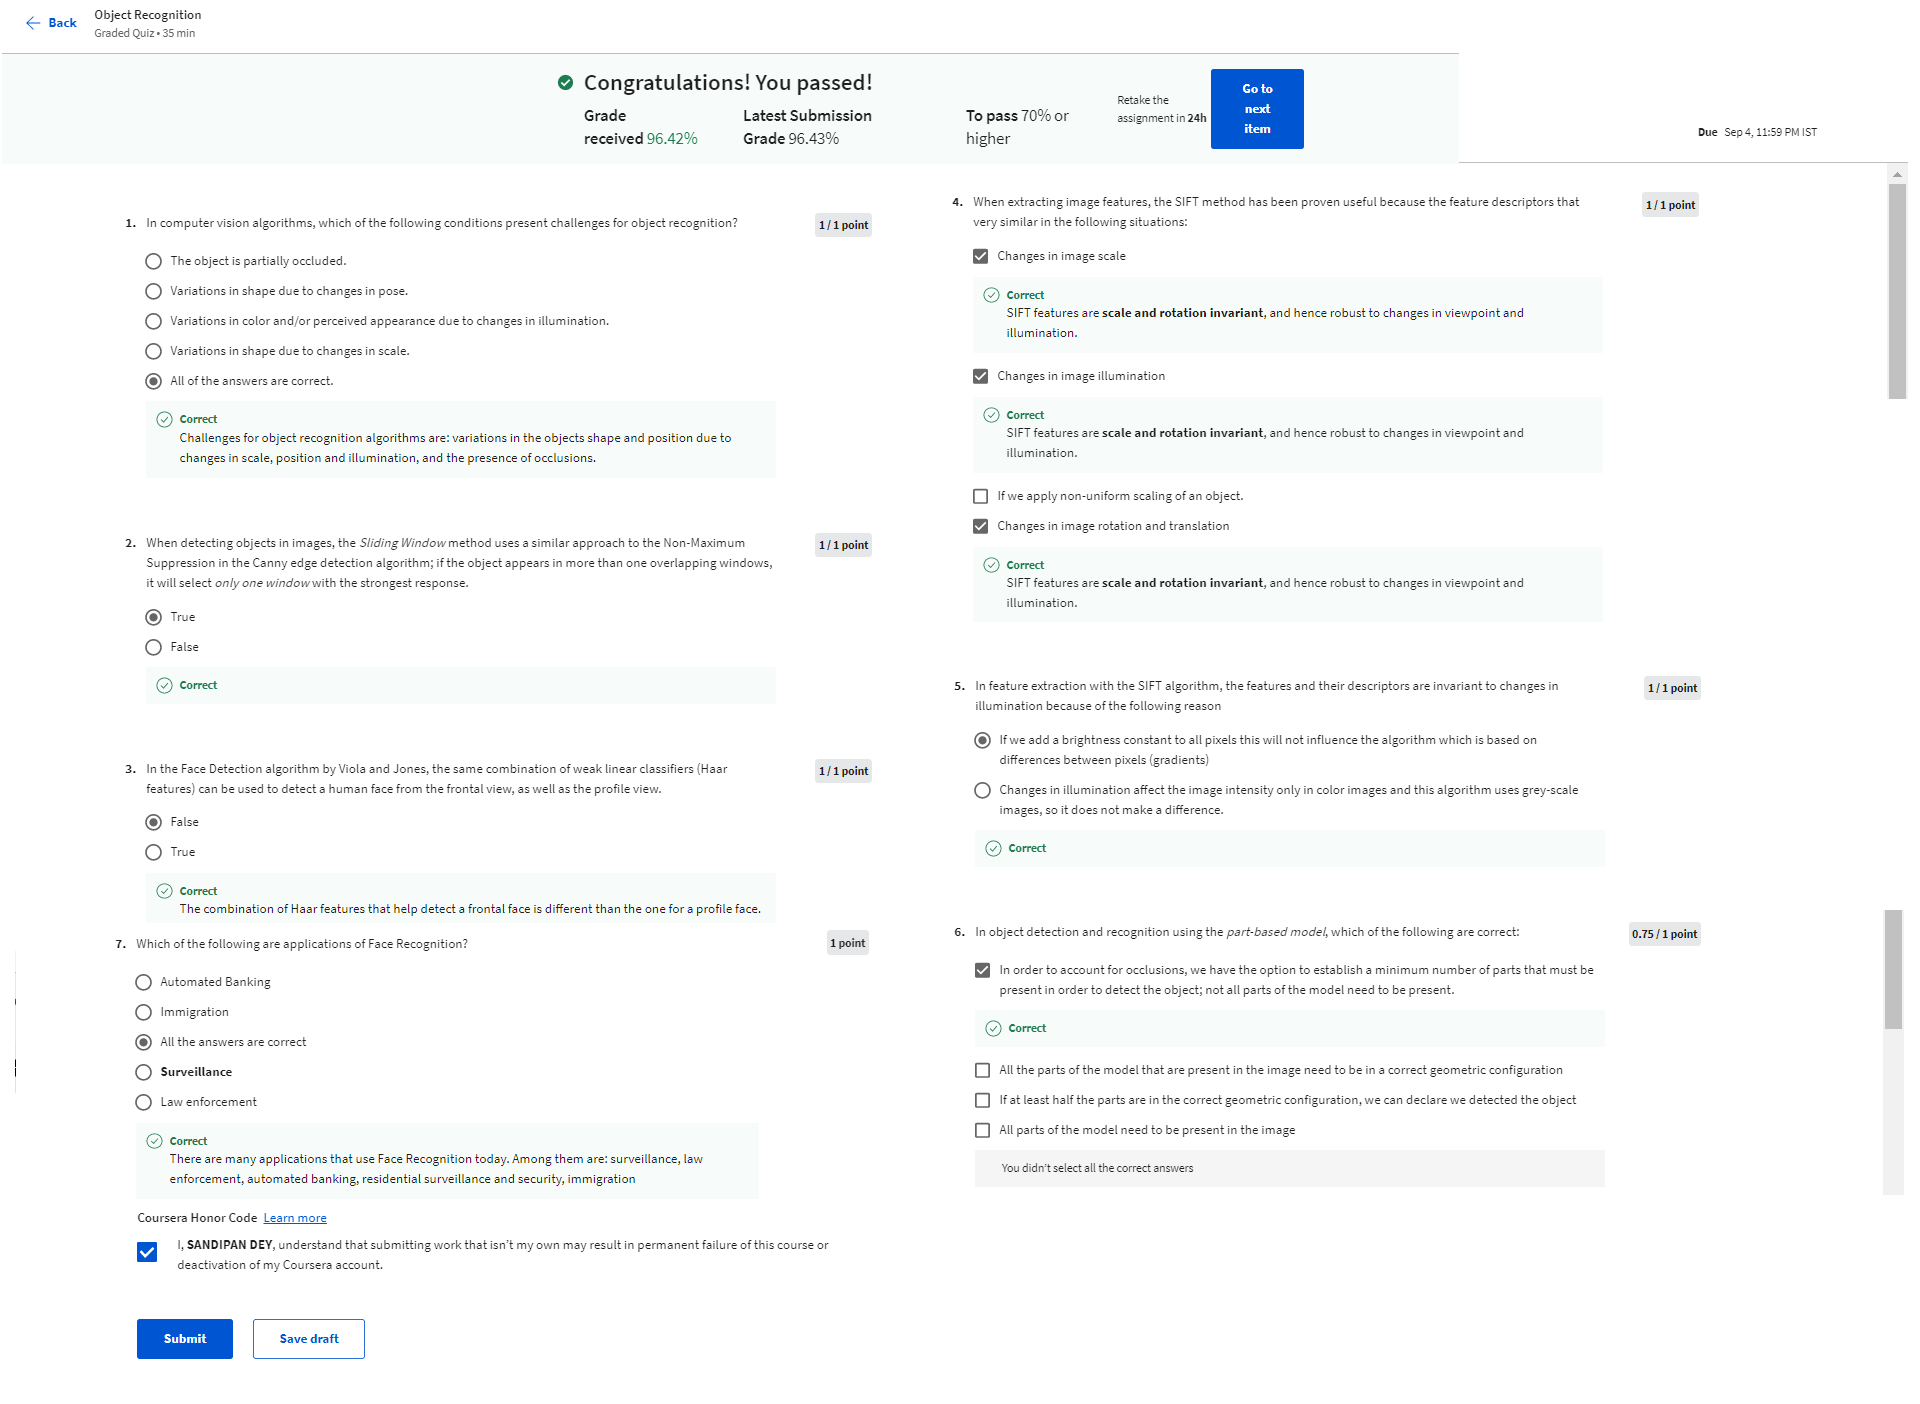 Back
Object Recognition
Graded Quiz • 35 min
Congratulations! You passed!
Grade
received 96.42%
Latest Submission
Grade 96.43%
To pass 70% or
higher
Retake the
assignment in 24h
Go to
next
item
Due Sep 4, 11:59 PM IST
1. In computer vision algorithms, which of the following conditions present challenges for object recognition?
1 / 1 point
The object is partially occluded.
Variations in shape due to changes in pose.
Variations in color and/or perceived appearance due to changes in illumination.
Variations in shape due to changes in scale.
All of the answers are correct.
Correct
Challenges for object recognition algorithms are: variations in the objects shape and position due to
changes in scale, position and illumination, and the presence of occlusions.
2. When detecting objects in images, the Sliding Window method uses a similar approach to the Non-Maximum
Suppression in the Canny edge detection algorithm; if the object appears in more than one overlapping windows,
it will select only one window with the strongest response.
1 / 1 point
True
False
Correct
3. In the Face Detection algorithm by Viola and Jones, the same combination of weak linear classifiers (Haar
features) can be used to detect a human face from the frontal view, as well as the profile view.
1 / 1 point
False
True
Correct
The combination of Haar features that help detect a frontal face is different than the one for a profile face.
7. Which of the following are applications of Face Recognition?
1 point
Automated Banking
Immigration
All the answers are correct
Surveillance
Law enforcement
Correct
There are many applications that use Face Recognition today. Among them are: surveillance, law
enforcement, automated banking, residential surveillance and security, immigration
Coursera Honor Code Learn more
I, SANDIPAN DEY, understand that submitting work that isn't my own may result in permanent failure of this course or
deactivation of my Coursera account.
Submit
Save draft
4. When extracting image features, the SIFT method has been proven useful because the feature descriptors that
very similar in the following situations:
1 / 1 point
Changes in image scale
Correct
SIFT features are scale and rotation invariant, and hence robust to changes in viewpoint and
illumination.
Changes in image illumination
Correct
SIFT features are scale and rotation invariant, and hence robust to changes in viewpoint and
illumination.
If we apply non-uniform scaling of an object.
Changes in image rotation and translation
Correct
SIFT features are scale and rotation invariant, and hence robust to changes in viewpoint and
illumination.
5. In feature extraction with the SIFT algorithm, the features and their descriptors are invariant to changes in
illumination because of the following reason
1 / 1 point
If we add a brightness constant to all pixels this will not influence the algorithm which is based on
differences between pixels (gradients)
Changes in illumination affect the image intensity only in color images and this algorithm uses grey-scale
images, so it does not make a difference.
Correct
6. In object detection and recognition using the part-based model, which of the following are correct:
0.75 / 1 point
In order to account for occlusions, we have the option to establish a minimum number of parts that must be
present in order to detect the object; not all parts of the model need to be present.
Correct
All the parts of the model that are present in the image need to be in a correct geometric configuration
If at least half the parts are in the correct geometric configuration, we can declare we detected the object
All parts of the model need to be present in the image
You didn't select all the correct answers